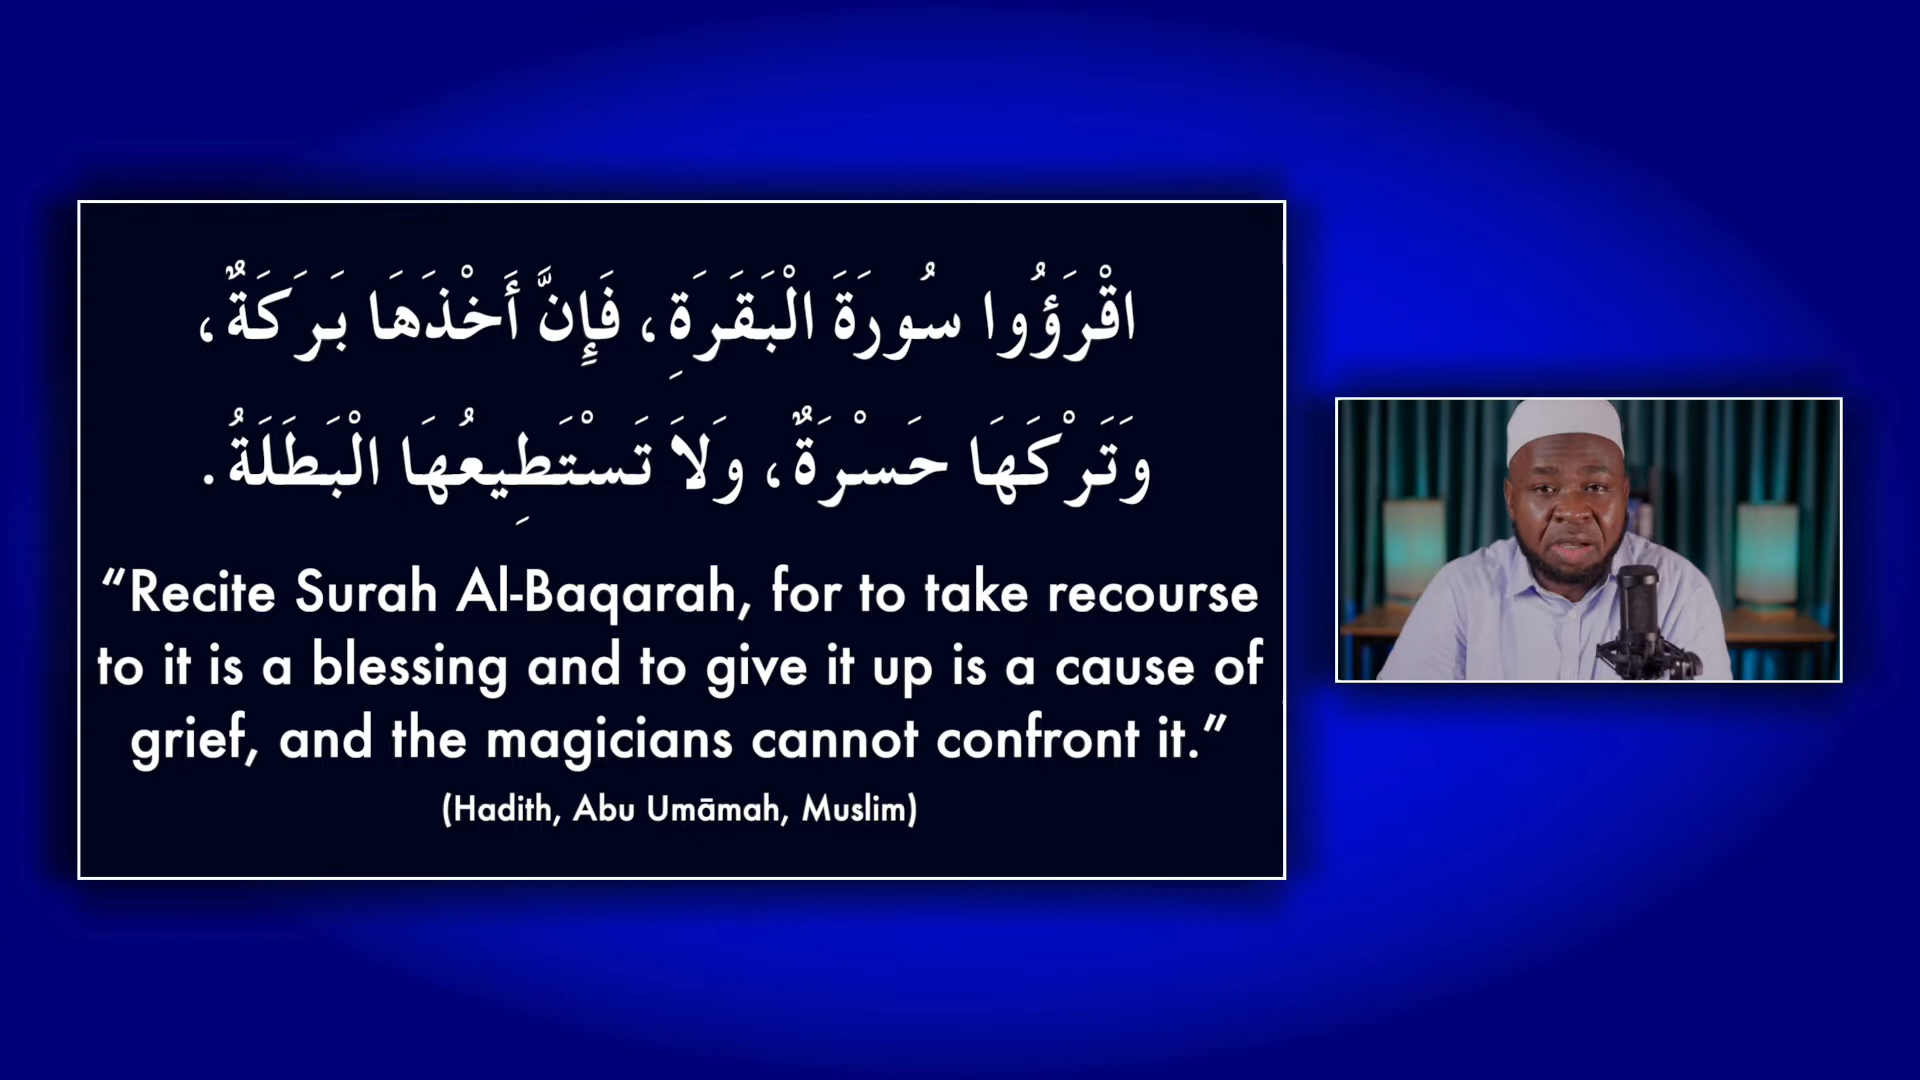 اقْرَؤُوا سُورَةَ الْبَقَرَةِ، فَإِنَّ أَخْذَهَا بَرَكَةٌ،
وَتَرْكَهَا حَسْرَةٌ، وَلاَ تَسْتَطِيعُهَا الْبَطَلَةُ.
“Recite Surah Al-Baqarah, for to take recourse
to it is a blessing and to give it up is a cause of
grief, and the magicians cannot confront it.”
(Hadith, Abu Umāmah, Muslim)